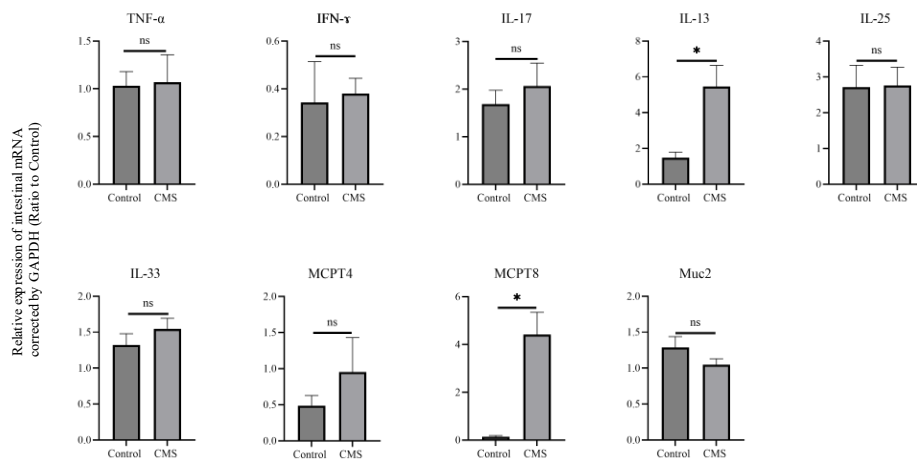 Relative expression of intestinal mRNA
corrected by GAPDH (Ratio to Control)
TNF-α
ns
1.5
1.0
0.5
0.0
Control CMS
IFN-ɤ
ns
0.6
0.4
0.2
0.0
Control CMS
IL-17
ns
3
2
1
0
Control CMS
IL-13
*
8
6
4
2
0
Control CMS
IL-25
ns
4
3
2
1
0
Control CMS
IL-33
ns
2.0
1.5
1.0
0.5
0.0
Control CMS
MCPT4
ns
2.0
1.5
1.0
0.5
0.0
Control CMS
MCPT8
*
6
4
2
0
Control CMS
Muc2
ns
2.0
1.5
1.0
0.5
0.0
Control CMS